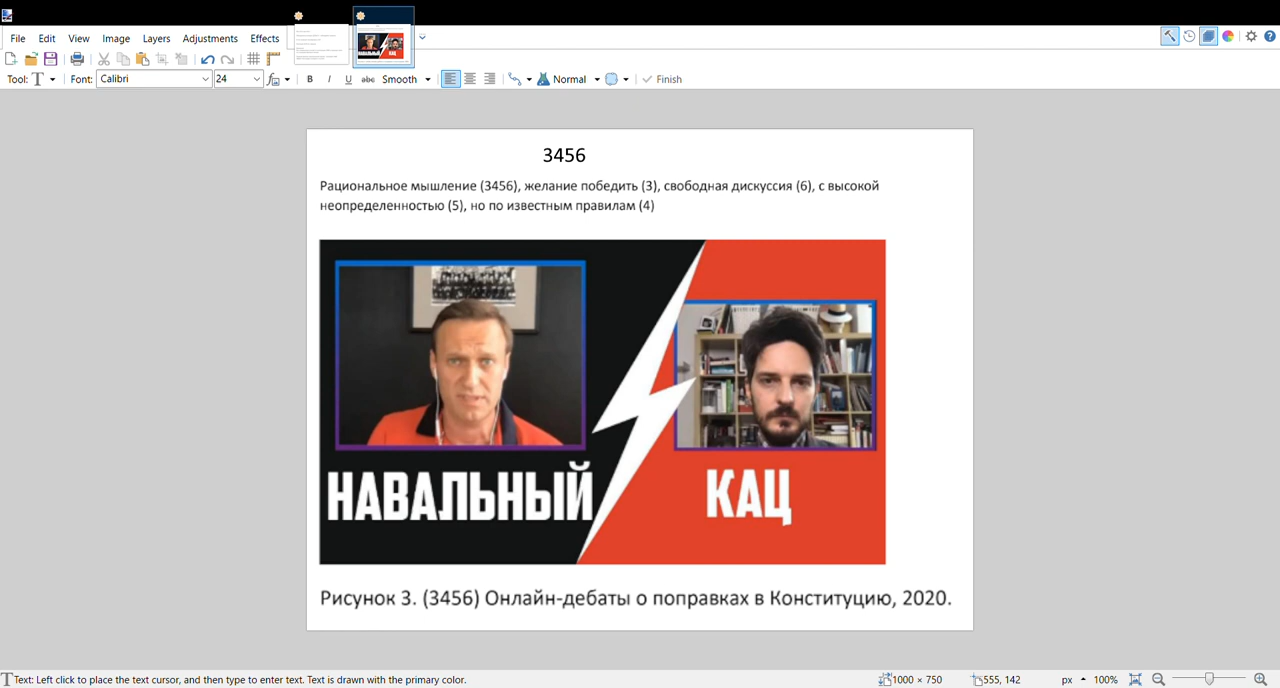 File Edit View Image Layers Adjustments Effects
Tool: T Font: Calibri 24 B I U abc Smooth Normal Finish
3456
Рациональное мышление (3456), желание победить (3), свободная дискуссия (6), с высокой
неопределенностью (5), но по известным правилам (4)
НАВАЛЬНЫЙ КАЦ
Рисунок 3. (3456) Онлайн-дебаты о поправках в Конституцию, 2020.
Text: Left click to place the text cursor, and then type to enter text. Text is drawn with the primary color. 1000 × 750 555, 142 px 100%